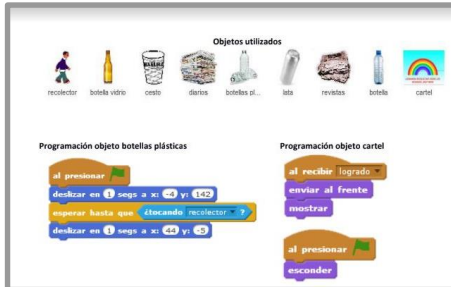 Objetos utilizados
recolector botella vidrio cesto diarios botellas pl... lata revistas botella cartel
Programación objeto botellas plásticas
al presionar
deslizar en 1 segs a x: -4 y: 142
esperar hasta que ¿tocando recolector ?
deslizar en 1 segs a x: 44 y: -5
Programación objeto cartel
al recibir logrado
enviar al frente
mostrar
al presionar
esconder